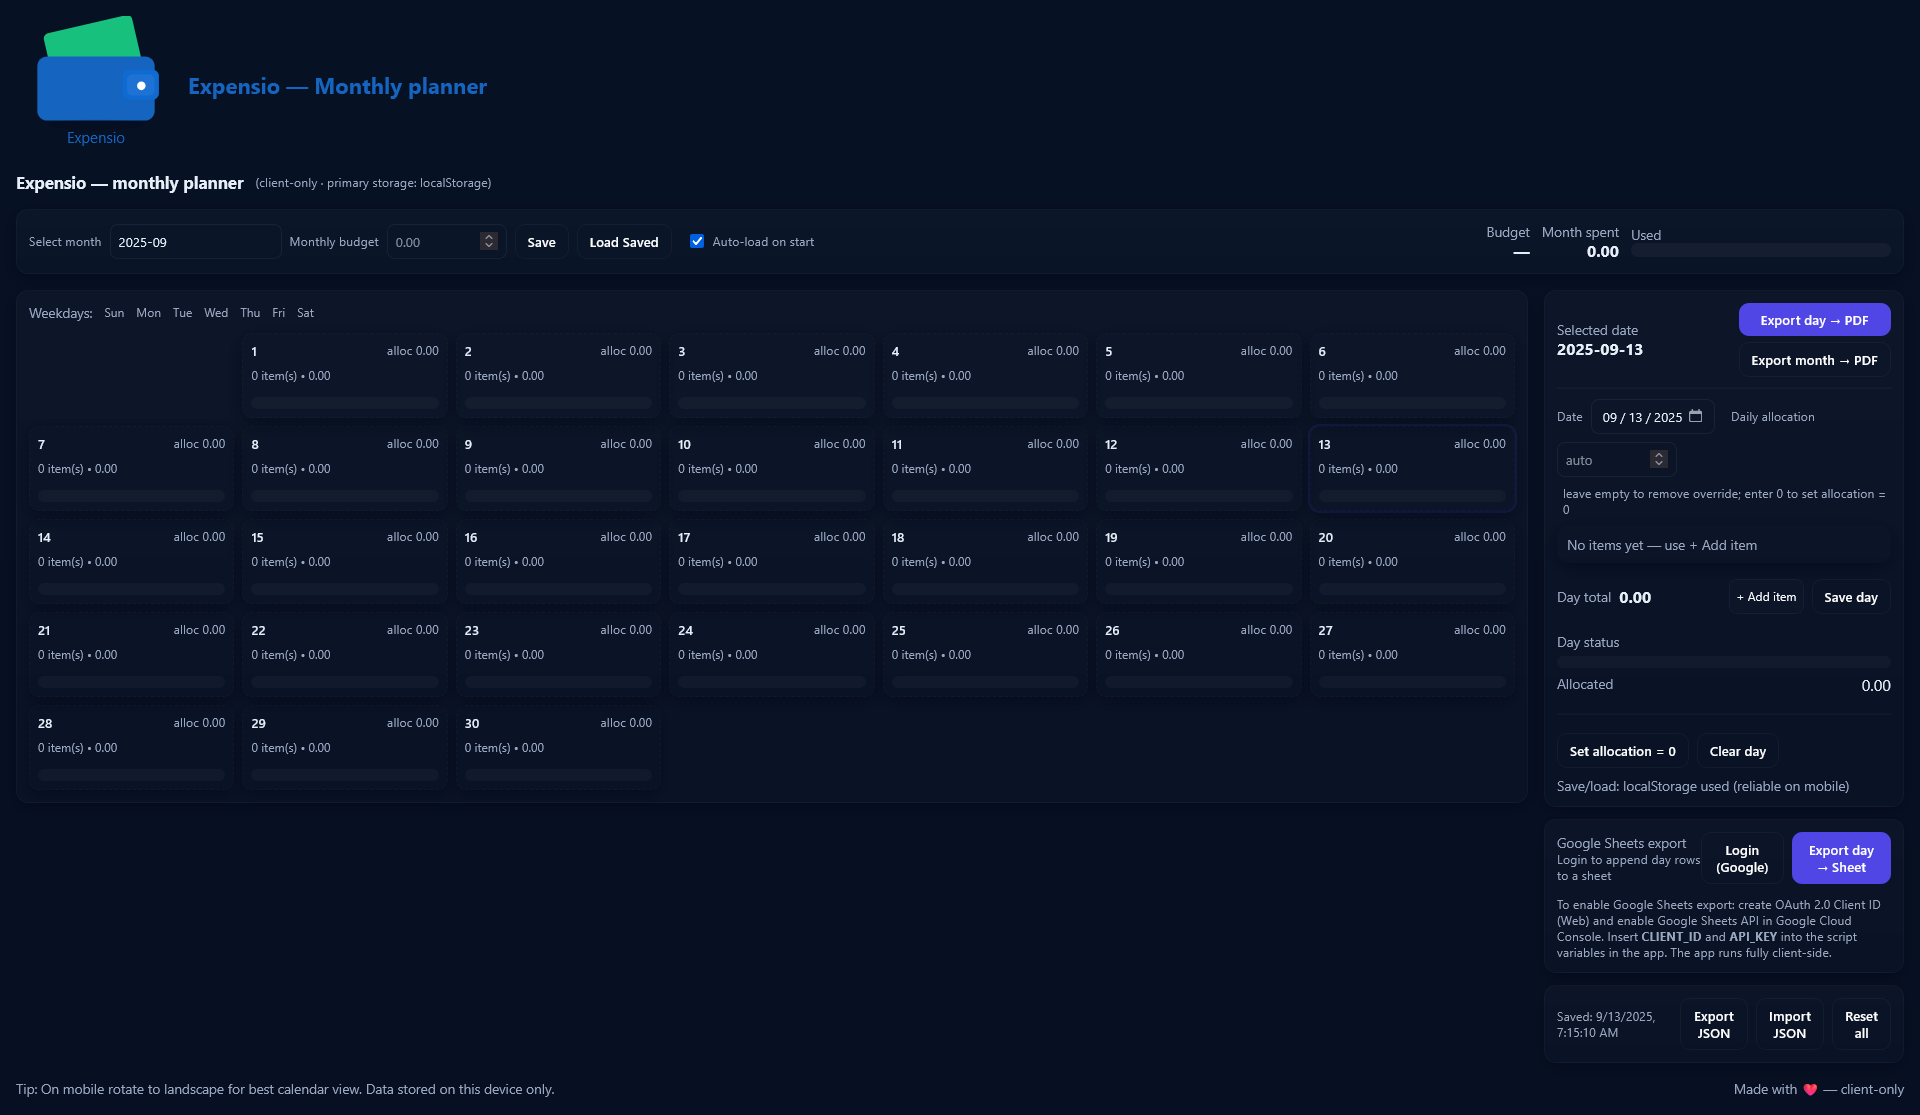 Expensio
Expensio — Monthly planner
Expensio — monthly planner (client-only · primary storage: localStorage)
Select month 2025-09 Monthly budget 0.00 Save Load Saved Auto-load on start
Budget
—
Month spent
0.00
Used
Weekdays: Sun Mon Tue Wed Thu Fri Sat
1 alloc 0.00 2 alloc 0.00 3 alloc 0.00 4 alloc 0.00 5 alloc 0.00 6 alloc 0.00
0 item(s) • 0.00 0 item(s) • 0.00 0 item(s) • 0.00 0 item(s) • 0.00 0 item(s) • 0.00 0 item(s) • 0.00
7 alloc 0.00 8 alloc 0.00 9 alloc 0.00 10 alloc 0.00 11 alloc 0.00 12 alloc 0.00 13 alloc 0.00
0 item(s) • 0.00 0 item(s) • 0.00 0 item(s) • 0.00 0 item(s) • 0.00 0 item(s) • 0.00 0 item(s) • 0.00 0 item(s) • 0.00
14 alloc 0.00 15 alloc 0.00 16 alloc 0.00 17 alloc 0.00 18 alloc 0.00 19 alloc 0.00 20 alloc 0.00
0 item(s) • 0.00 0 item(s) • 0.00 0 item(s) • 0.00 0 item(s) • 0.00 0 item(s) • 0.00 0 item(s) • 0.00 0 item(s) • 0.00
21 alloc 0.00 22 alloc 0.00 23 alloc 0.00 24 alloc 0.00 25 alloc 0.00 26 alloc 0.00 27 alloc 0.00
0 item(s) • 0.00 0 item(s) • 0.00 0 item(s) • 0.00 0 item(s) • 0.00 0 item(s) • 0.00 0 item(s) • 0.00 0 item(s) • 0.00
28 alloc 0.00 29 alloc 0.00 30 alloc 0.00
0 item(s) • 0.00 0 item(s) • 0.00 0 item(s) • 0.00
Selected date
2025-09-13
Export day → PDF
Export month → PDF
Date 09 / 13 / 2025 Daily allocation
auto
leave empty to remove override; enter 0 to set allocation =
0
No items yet — use + Add item
Day total 0.00 + Add item Save day
Day status
Allocated 0.00
Set allocation = 0 Clear day
Save/load: localStorage used (reliable on mobile)
Google Sheets export
Login to append day rows
to a sheet
Login
(Google)
Export day
→ Sheet
To enable Google Sheets export: create OAuth 2.0 Client ID
(Web) and enable Google Sheets API in Google Cloud
Console. Insert CLIENT_ID and API_KEY into the script
variables in the app. The app runs fully client-side.
Saved: 9/13/2025,
7:15:10 AM
Export
JSON
Import
JSON
Reset
all
Tip: On mobile rotate to landscape for best calendar view. Data stored on this device only.
Made with ❤️ — client-only